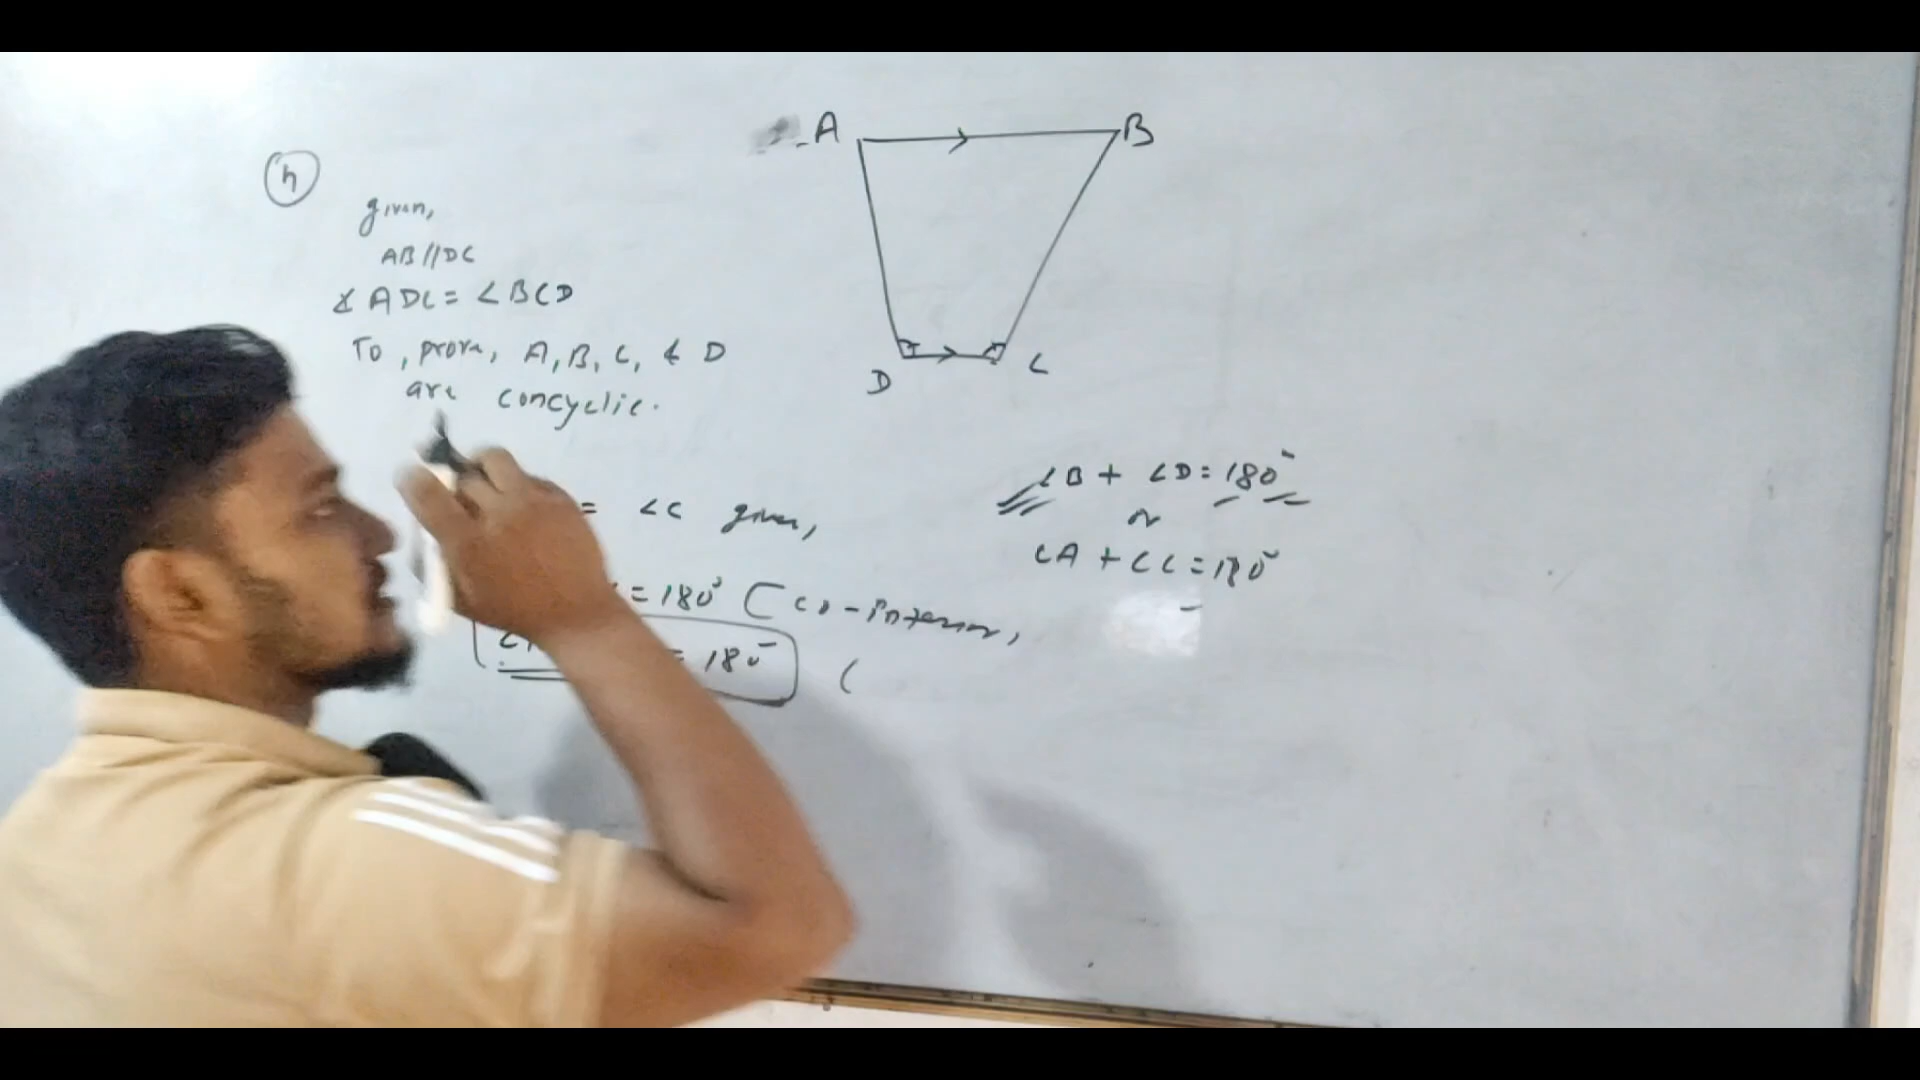 h
given,
AB//DC
∡ ADC = ∠BCD
To, prove, A, B, C, & D
are concyclic.
= ∠C given,
= 180° (co-interior,
= 180° (
A
B
D
C
∠B + ∠D = 180°
or
∠A + ∠C = 180°